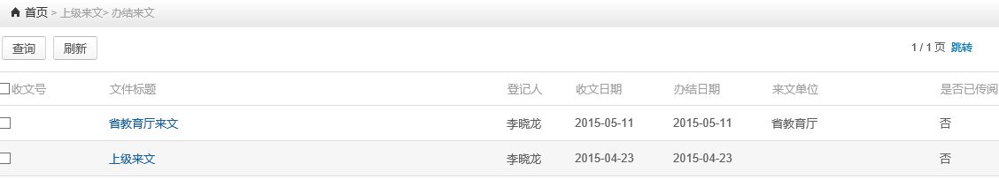 首页 > 上级来文> 办结来文
查询 刷新 1 / 1 页 跳转
收文号 文件标题 登记人 收文日期 办结日期 来文单位 是否已传阅
省教育厅来文 李晓龙 2015-05-11 2015-05-11 省教育厅 否
上级来文 李晓龙 2015-04-23 2015-04-23 否